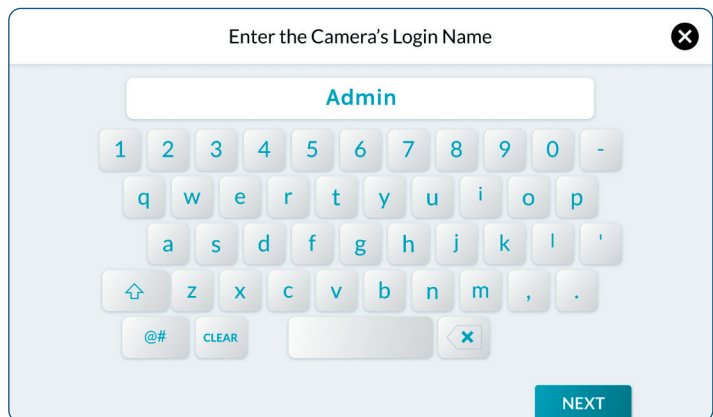 Enter the Camera’s Login Name
Admin
1 2 3 4 5 6 7 8 9 0 -
q w e r t y u i o p
a s d f g h j k l '
z x c v b n m , .
@# CLEAR
NEXT